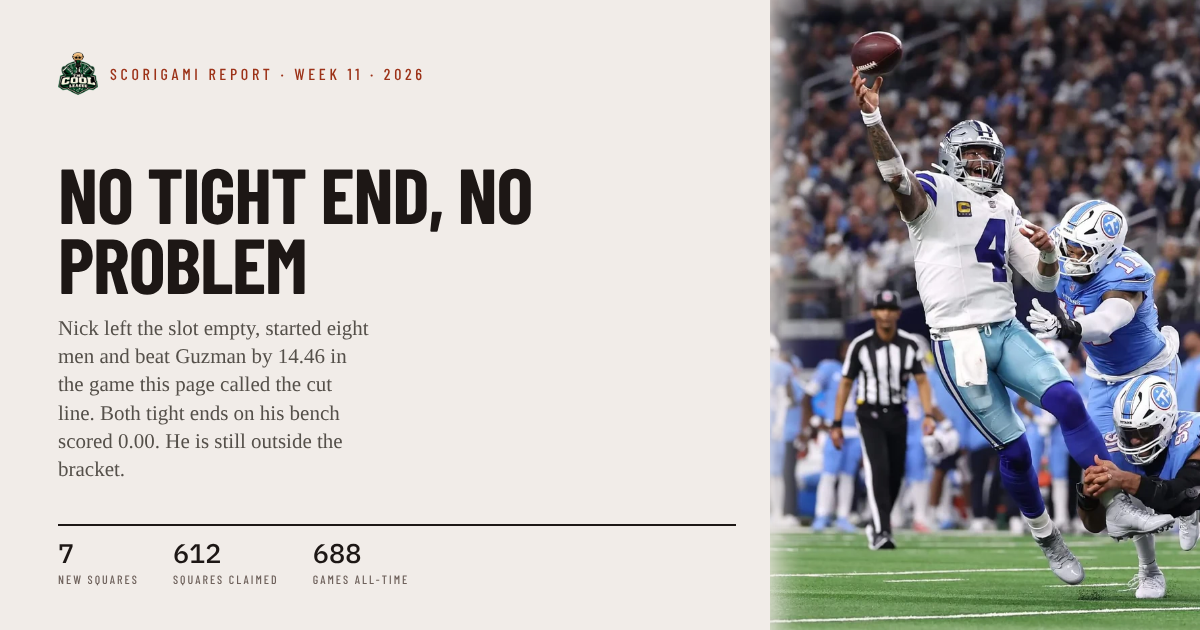 COOL
SCORIGAMI REPORT · WEEK 11 · 2026
NO TIGHT END, NO
PROBLEM
Nick left the slot empty, started eight
men and beat Guzman by 14.46 in
the game this page called the cut
line. Both tight ends on his bench
scored 0.00. He is still outside the
bracket.
7
NEW SQUARES
612
SQUARES CLAIMED
688
GAMES ALL-TIME
4
11